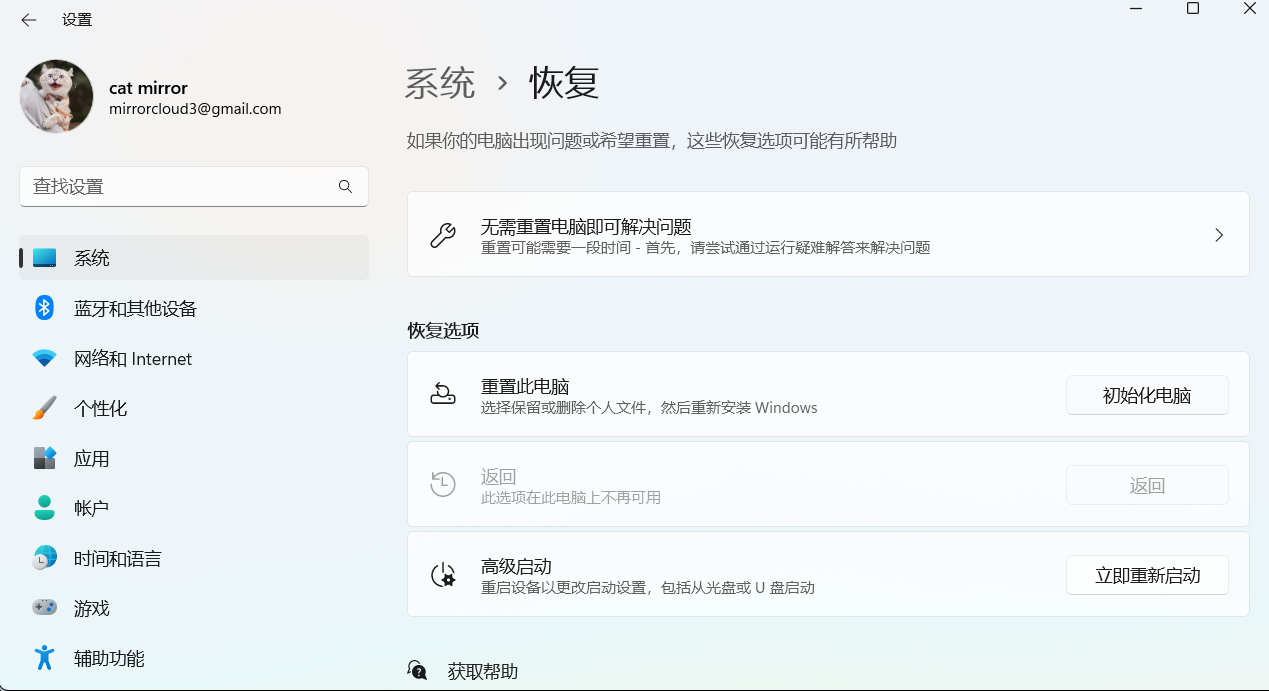 设置
cat mirror
mirrorcloud3@gmail.com
查找设置
系统
蓝牙和其他设备
网络和 Internet
个性化
应用
帐户
时间和语言
游戏
辅助功能
系统 › 恢复
如果你的电脑出现问题或希望重置，这些恢复选项可能有所帮助
无需重置电脑即可解决问题
重置可能需要一段时间 - 首先，请尝试通过运行疑难解答来解决问题
恢复选项
重置此电脑
选择保留或删除个人文件，然后重新安装 Windows
初始化电脑
返回
此选项在此电脑上不再可用
返回
高级启动
重启设备以更改启动设置，包括从光盘或 U 盘启动
立即重新启动
获取帮助